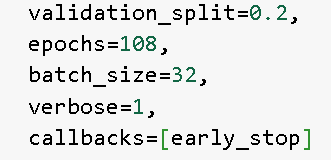 validation_split=0.2,
epochs=108,
batch_size=32,
verbose=1,
callbacks=[early_stop]